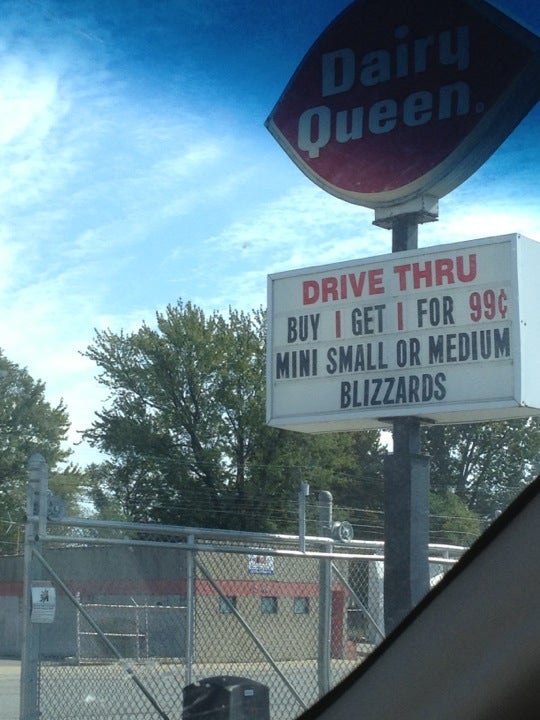 Dairy
Queen.
DRIVE THRU
BUY 1 GET 1 FOR 99¢
MINI SMALL OR MEDIUM
BLIZZARDS